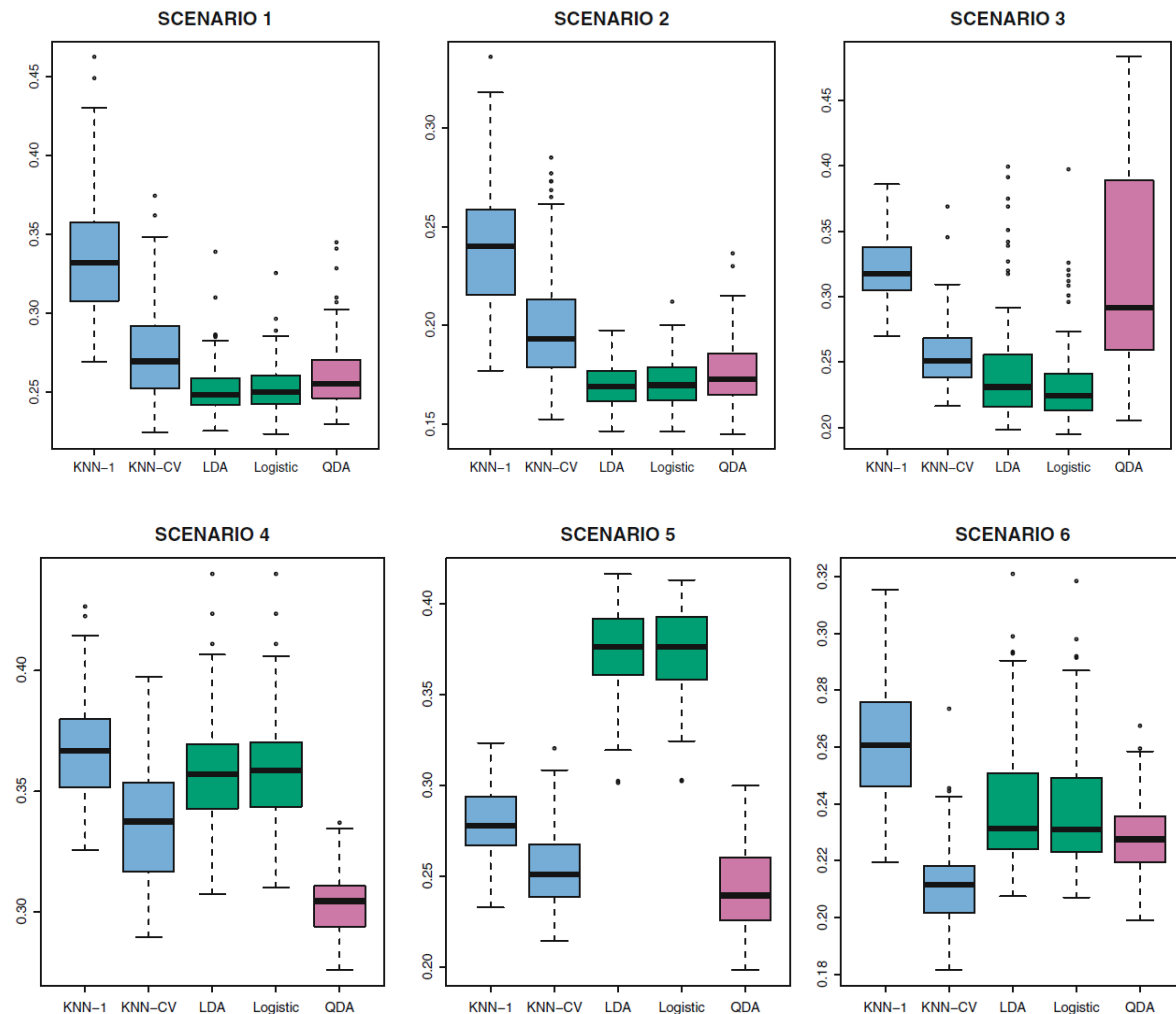 SCENARIO 1
0.45
0.40
0.35
0.30
0.25
KNN−1 KNN−CV LDA Logistic QDA
SCENARIO 2
0.30
0.25
0.20
0.15
KNN−1 KNN−CV LDA Logistic QDA
SCENARIO 3
0.45
0.40
0.35
0.30
0.25
0.20
KNN−1 KNN−CV LDA Logistic QDA
SCENARIO 4
0.40
0.35
0.30
KNN−1 KNN−CV LDA Logistic QDA
SCENARIO 5
0.40
0.35
0.30
0.25
0.20
KNN−1 KNN−CV LDA Logistic QDA
SCENARIO 6
0.32
0.30
0.28
0.26
0.24
0.22
0.20
0.18
KNN−1 KNN−CV LDA Logistic QDA